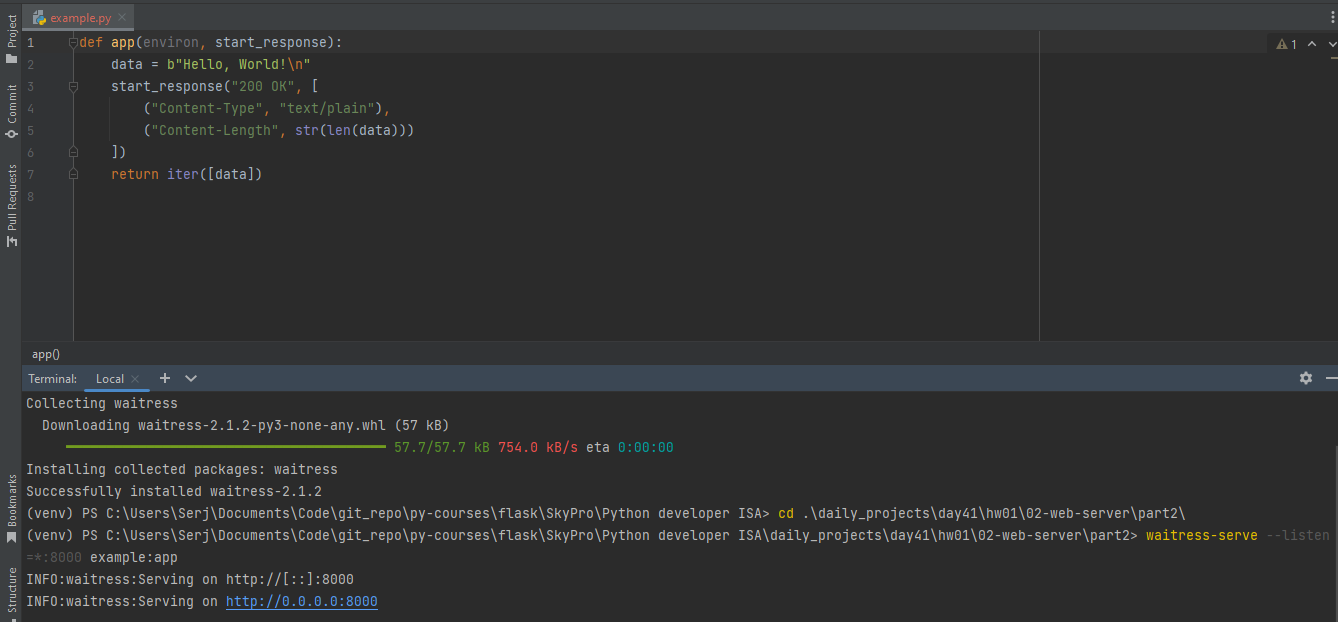 example.py
Project
Commit
Pull Requests
Bookmarks
Structure
1 def app(environ, start_response):
2 data = b"Hello, World!\n"
3 start_response("200 OK", [
4 ("Content-Type", "text/plain"),
5 ("Content-Length", str(len(data)))
6 ])
7 return iter([data])
8
1
app()
Terminal: Local
Collecting waitress
Downloading waitress-2.1.2-py3-none-any.whl (57 kB)
57.7/57.7 kB 754.0 kB/s eta 0:00:00
Installing collected packages: waitress
Successfully installed waitress-2.1.2
(venv) PS C:\Users\Serj\Documents\Code\git_repo\py-courses\flask\SkyPro\Python developer ISA> cd .\daily_projects\day41\hw01\02-web-server\part2\
(venv) PS C:\Users\Serj\Documents\Code\git_repo\py-courses\flask\SkyPro\Python developer ISA\daily_projects\day41\hw01\02-web-server\part2> waitress-serve --listen
=*:8000 example:app
INFO:waitress:Serving on http://[::]:8000
INFO:waitress:Serving on http://0.0.0.0:8000